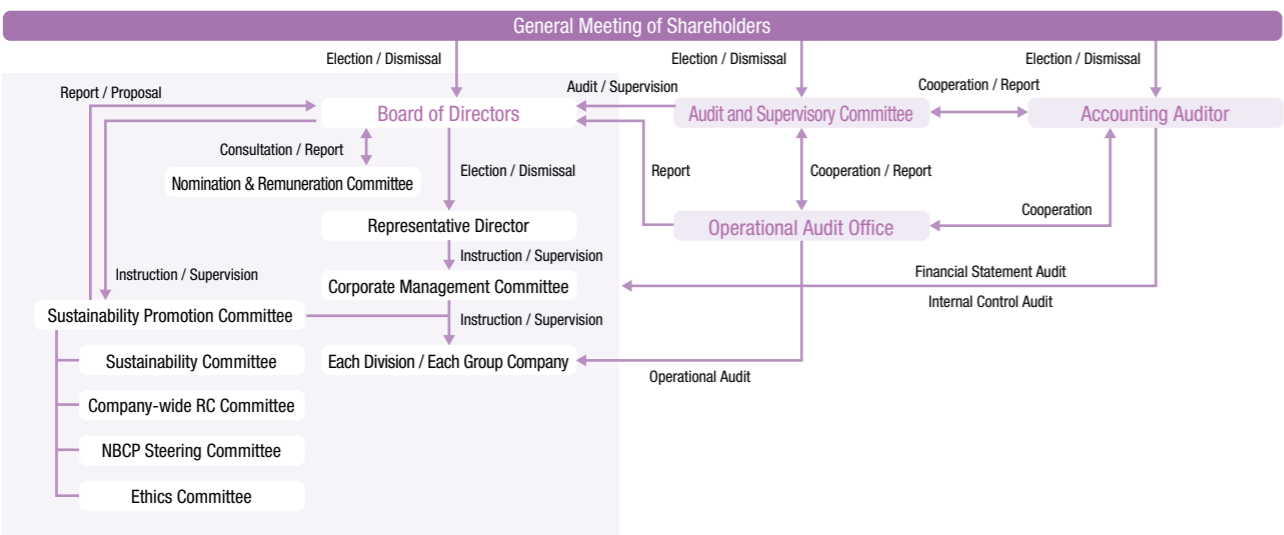 General Meeting of Shareholders
Election / Dismissal
Election / Dismissal
Election / Dismissal
Report / Proposal
Audit / Supervision
Cooperation / Report
Board of Directors
Audit and Supervisory Committee
Accounting Auditor
Consultation / Report
Election / Dismissal
Report
Cooperation / Report
Nomination & Remuneration Committee
Cooperation
Representative Director
Operational Audit Office
Instruction / Supervision
Instruction / Supervision
Financial Statement Audit
Corporate Management Committee
Internal Control Audit
Sustainability Promotion Committee
Instruction / Supervision
Sustainability Committee
Each Division / Each Group Company
Operational Audit
Company-wide RC Committee
NBCP Steering Committee
Ethics Committee